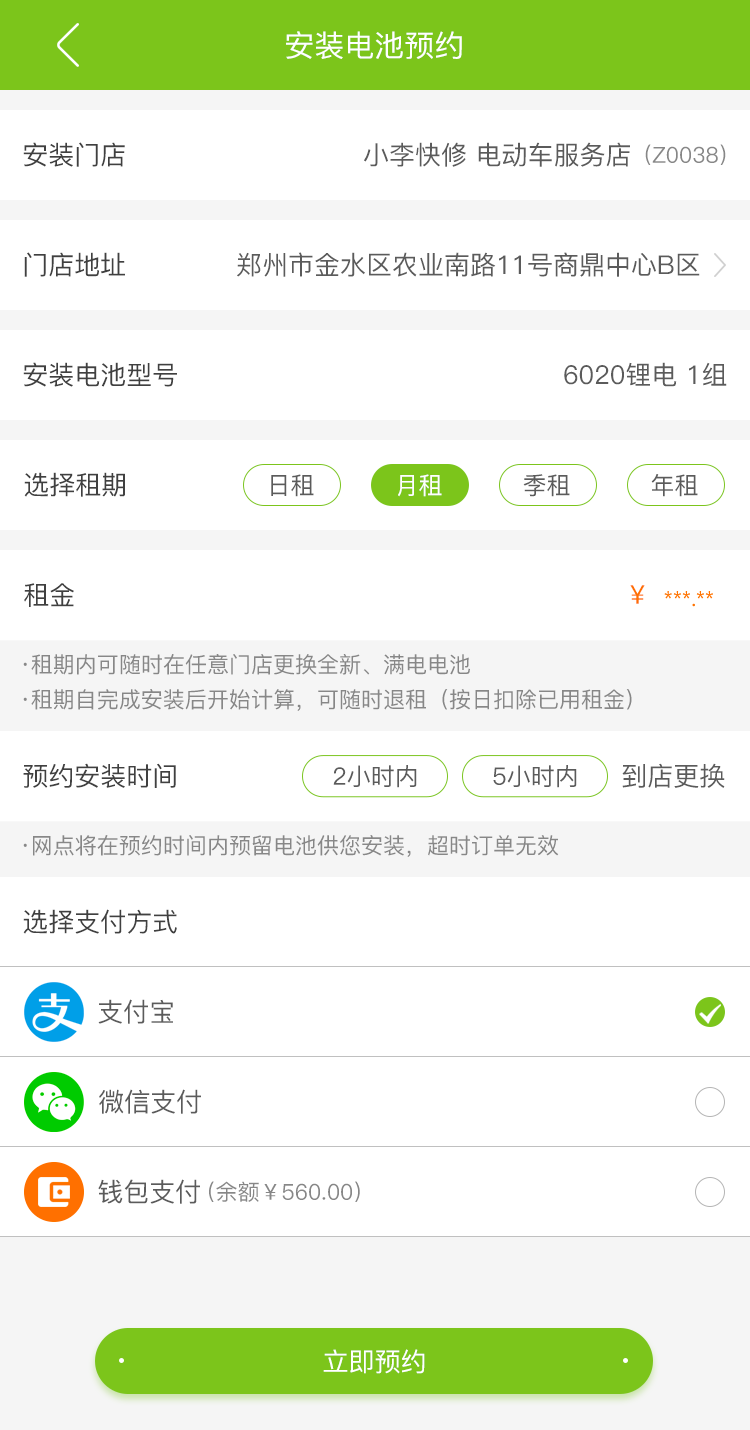 安装电池预约
安装门店 小李快修 电动车服务店 (Z0038)
门店地址 郑州市金水区农业南路11号商鼎中心B区
安装电池型号 6020锂电 1组
选择租期 日租 月租 季租 年租
租金 ¥ ***.**
·租期内可随时在任意门店更换全新、满电电池
·租期自完成安装后开始计算，可随时退租（按日扣除已用租金）
预约安装时间 2小时内 5小时内 到店更换
·网点将在预约时间内预留电池供您安装，超时订单无效
选择支付方式
支 支付宝
微信支付
钱包支付 (余额￥560.00)
立即预约